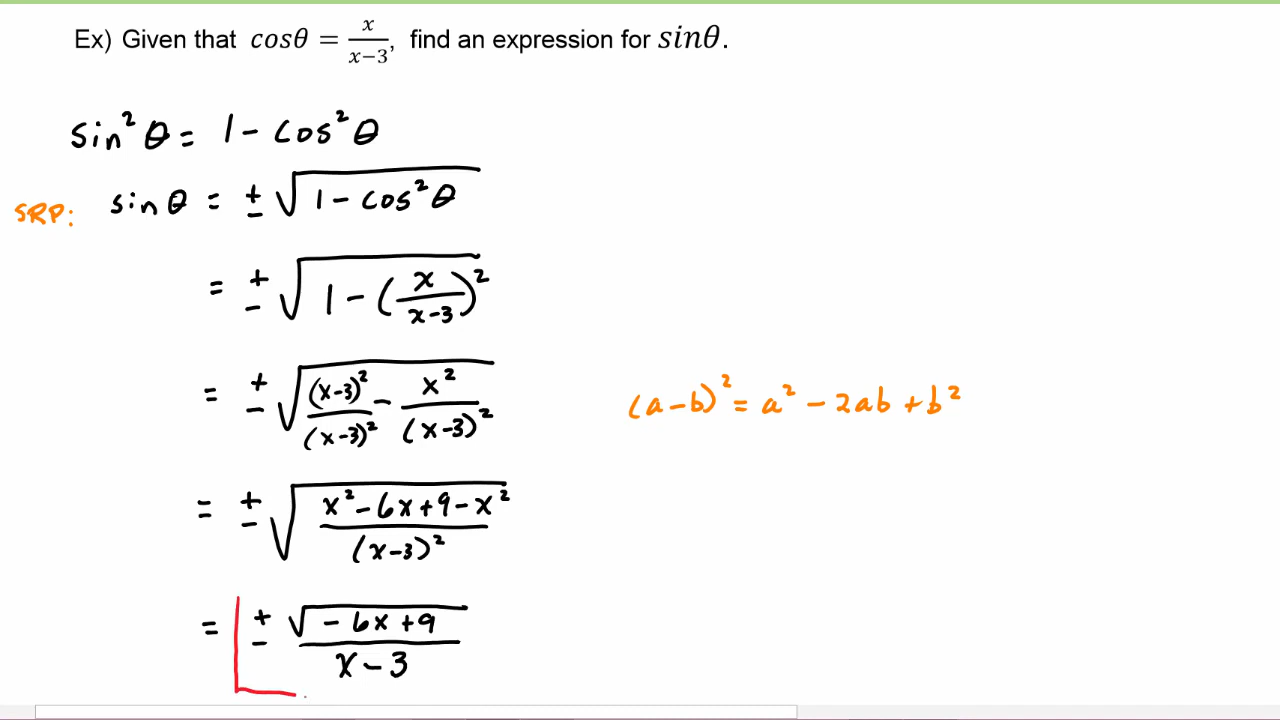 Ex) Given that cosθ = x/(x−3), find an expression for sinθ.
sin²θ = 1 - cos²θ
SRP: sinθ = ± √(1 - cos²θ)
= ± √(1 - (x/(x-3))²)
= ± √((x-3)²/(x-3)² - x²/(x-3)²)
(a-b)² = a² - 2ab + b²
= ± √((x² - 6x + 9 - x²)/(x-3)²)
= ± √(-6x + 9)/(x - 3)